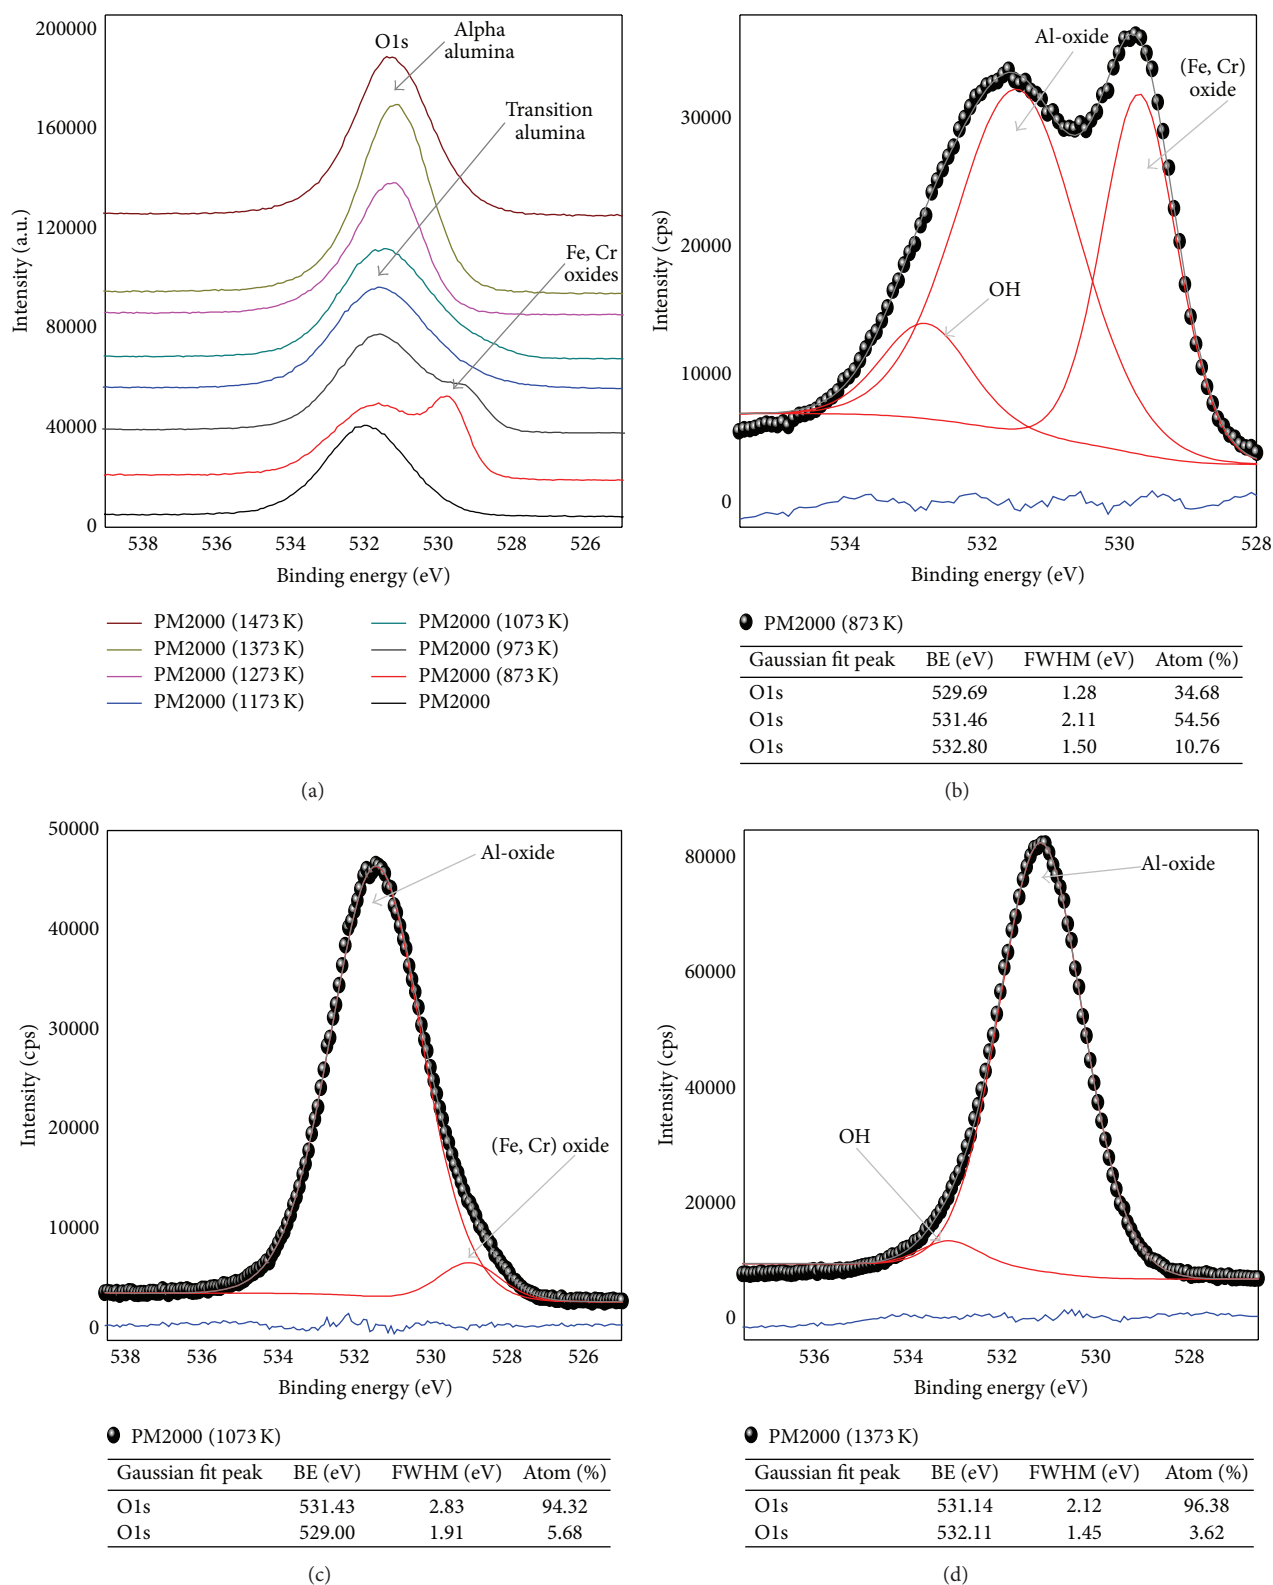 200000
160000
120000
80000
40000
0
Intensity (a.u.)
O1s
Alpha
alumina
Transition
alumina
Fe, Cr
oxides
538 536 534 532 530 528 526
Binding energy (eV)
PM2000 (1473 K)
PM2000 (1373 K)
PM2000 (1273 K)
PM2000 (1173 K)
PM2000 (1073 K)
PM2000 (973 K)
PM2000 (873 K)
PM2000
(a)
30000
20000
10000
0
Intensity (cps)
Al-oxide
(Fe, Cr)
oxide
OH
534 532 530 528
Binding energy (eV)
PM2000 (873 K)
Gaussian fit peak BE (eV) FWHM (eV) Atom (%)
O1s 529.69 1.28 34.68
O1s 531.46 2.11 54.56
O1s 532.80 1.50 10.76
(b)
50000
40000
30000
20000
10000
0
Intensity (cps)
Al-oxide
(Fe, Cr) oxide
538 536 534 532 530 528 526
Binding energy (eV)
PM2000 (1073 K)
Gaussian fit peak BE (eV) FWHM (eV) Atom (%)
O1s 531.43 2.83 94.32
O1s 529.00 1.91 5.68
(c)
80000
60000
40000
20000
0
Intensity (cps)
Al-oxide
OH
536 534 532 530 528
Binding energy (eV)
PM2000 (1373 K)
Gaussian fit peak BE (eV) FWHM (eV) Atom (%)
O1s 531.14 2.12 96.38
O1s 532.11 1.45 3.62
(d)